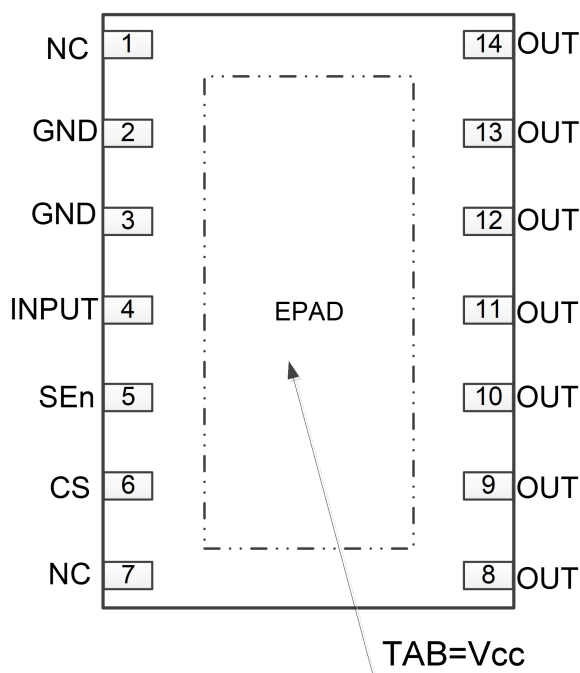 NC 1 14 OUT
GND 2 13 OUT
GND 3 12 OUT
INPUT 4 EPAD 11 OUT
SEn 5 10 OUT
CS 6 9 OUT
NC 7 8 OUT
TAB=Vcc